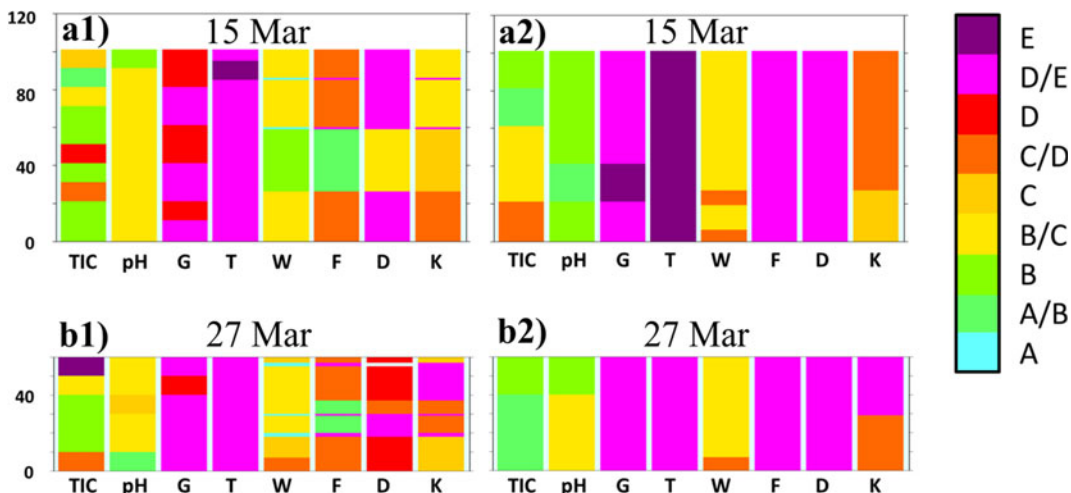 a1) 15 Mar
120
80
40
0
TIC pH G T W F D K
a2) 15 Mar
TIC pH G T W F D K
b1) 27 Mar
40
0
TIC pH G T W F D K
b2) 27 Mar
TIC pH G T W F D K
E
D/E
D
C/D
C
B/C
B
A/B
A